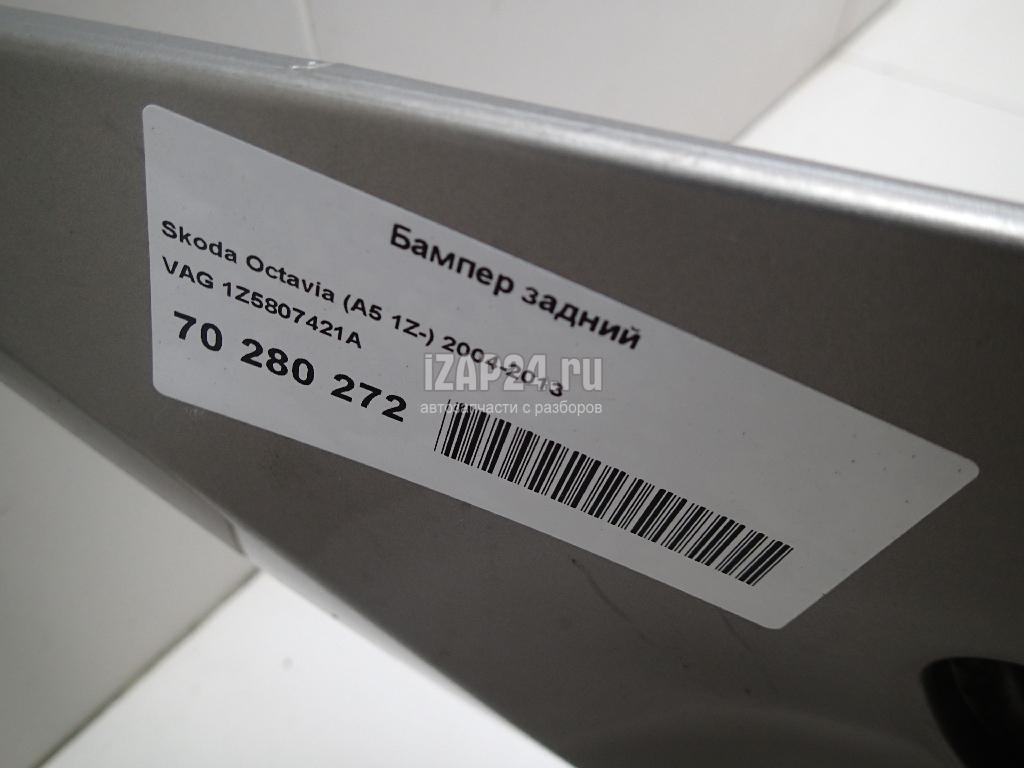 Бампер задний
Skoda Octavia (A5 1Z-) 2004-2013
VAG 1Z5807421A
70 280 272
iZAP24.ru
автозапчасти с разборов